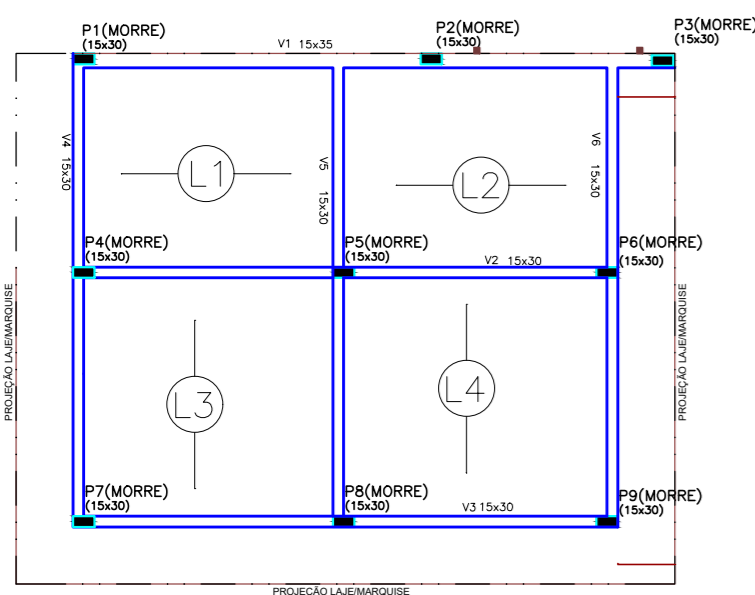 P1(MORRE)
(15x30)
V1 15x35
P2(MORRE)
(15x30)
P3(MORRE)
(15x30)
V4 15x30
L1
V5 15x30
L2
V6 15x30
P4(MORRE)
(15x30)
P5(MORRE)
(15x30)
V2 15x30
P6(MORRE)
(15x30)
PROJEÇÃO LAJE/MARQUISE
L3
L4
PROJEÇÃO LAJE/MARQUISE
P7(MORRE)
(15x30)
P8(MORRE)
(15x30)
V3 15x30
P9(MORRE)
(15x30)
PROJEÇÃO LAJE/MARQUISE